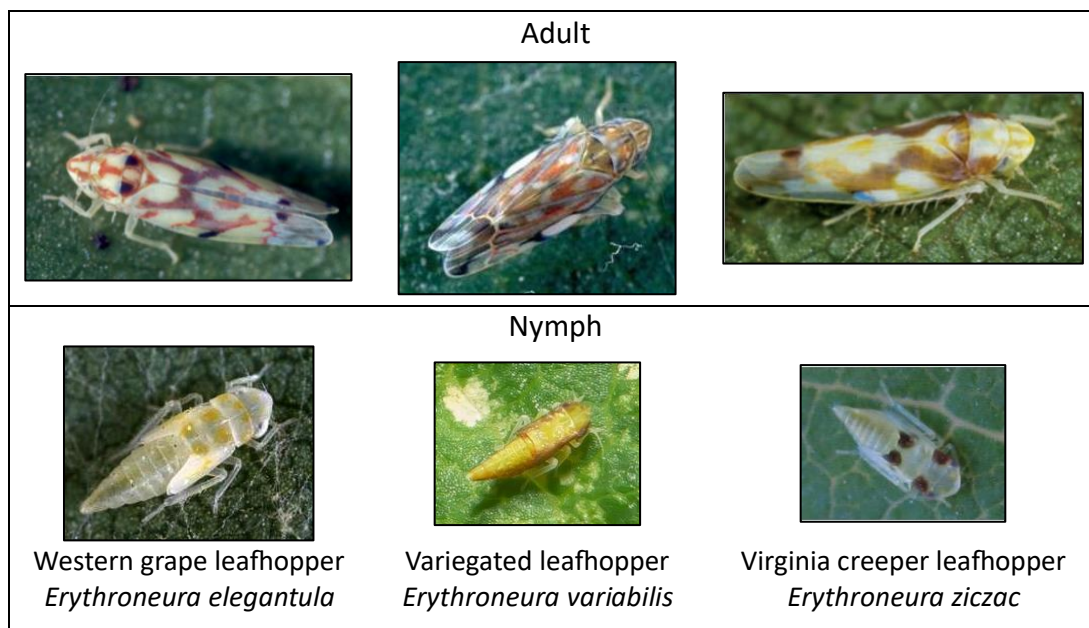 Adult
Nymph
Western grape leafhopper
Variegated leafhopper
Virginia creeper leafhopper
Erythroneura elegantula
Erythroneura variabilis
Erythroneura ziczac